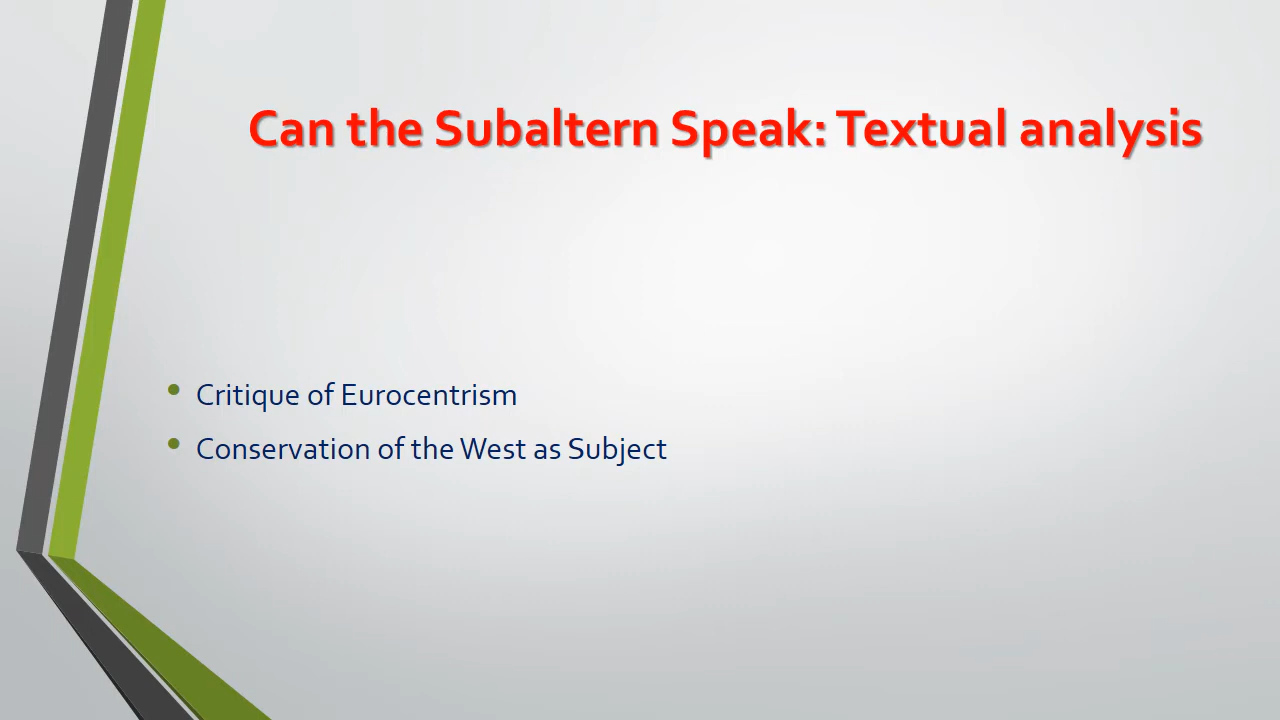 Can the Subaltern Speak: Textual analysis
• Critique of Eurocentrism
• Conservation of the West as Subject